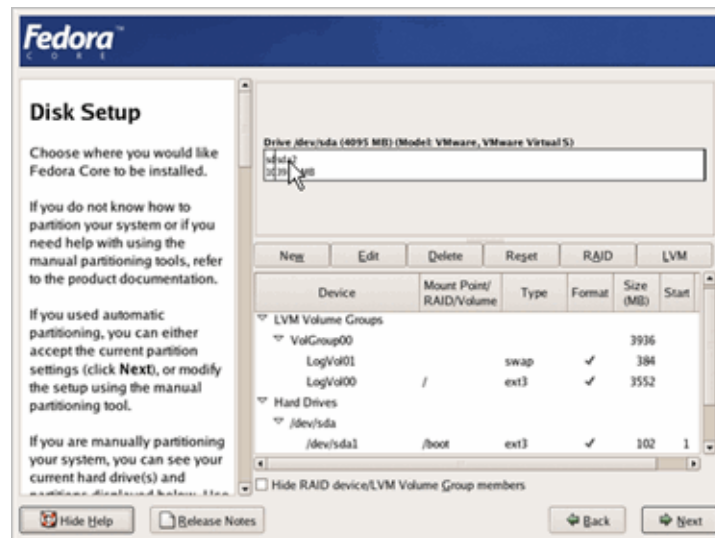 Fedora™
CORE
Disk Setup
Choose where you would like
Fedora Core to be installed.
If you do not know how to
partition your system or if you
need help with using the
manual partitioning tools, refer
to the product documentation.
If you used automatic
partitioning, you can either
accept the current partition
settings (click Next), or modify
the setup using the manual
partitioning tool.
If you are manually partitioning
your system, you can see your
current hard drive(s) and
Drive /dev/sda (4095 MB) (Model: VMware, VMware Virtual S)
MB
New Edit Delete Reset RAID LVM
Device Mount Point/ RAID/Volume Type Format Size (MB) Start
LVM Volume Groups
VolGroup00 3936
LogVol01 swap ✓ 384
LogVol00 / ext3 ✓ 3552
Hard Drives
/dev/sda
/dev/sda1 /boot ext3 ✓ 102 1
Hide RAID device/LVM Volume Group members
Hide Help Release Notes Back Next